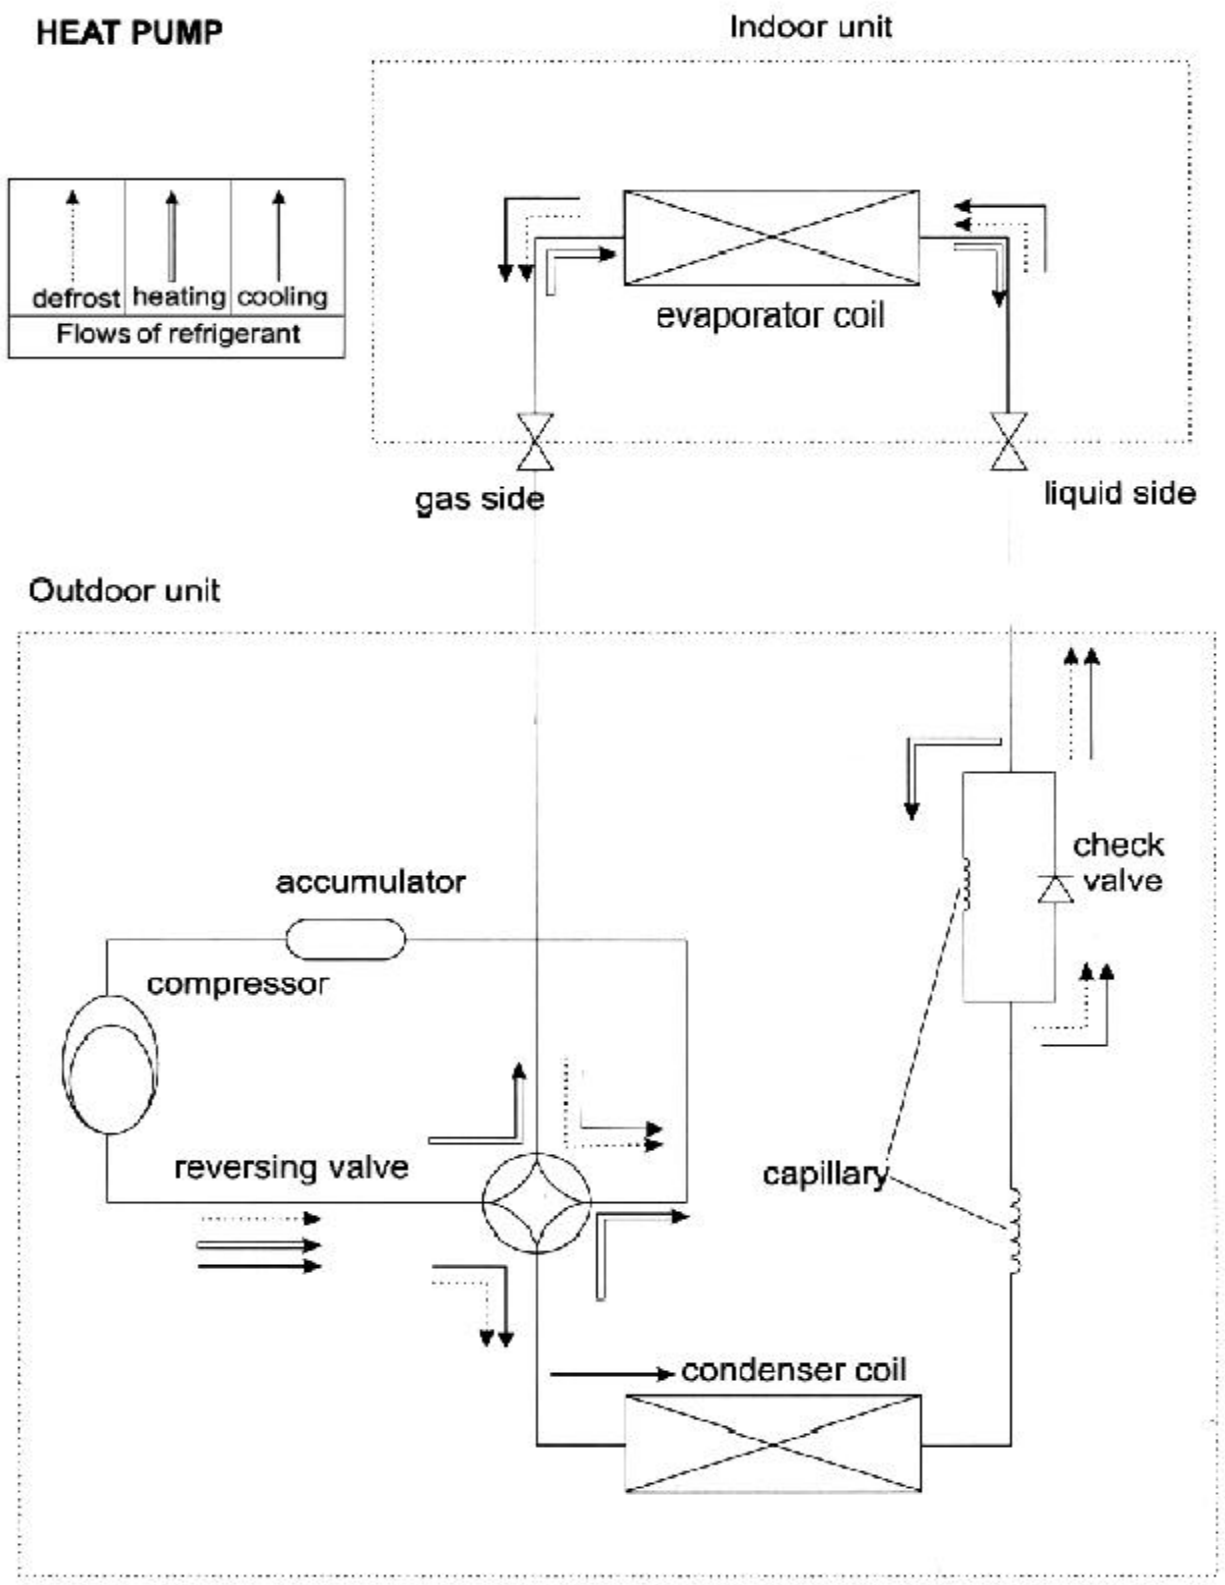 HEAT PUMP
Indoor unit
defrost heating cooling
Flows of refrigerant
evaporator coil
gas side
liquid side
Outdoor unit
check
valve
accumulator
compressor
reversing valve
capillary
condenser coil